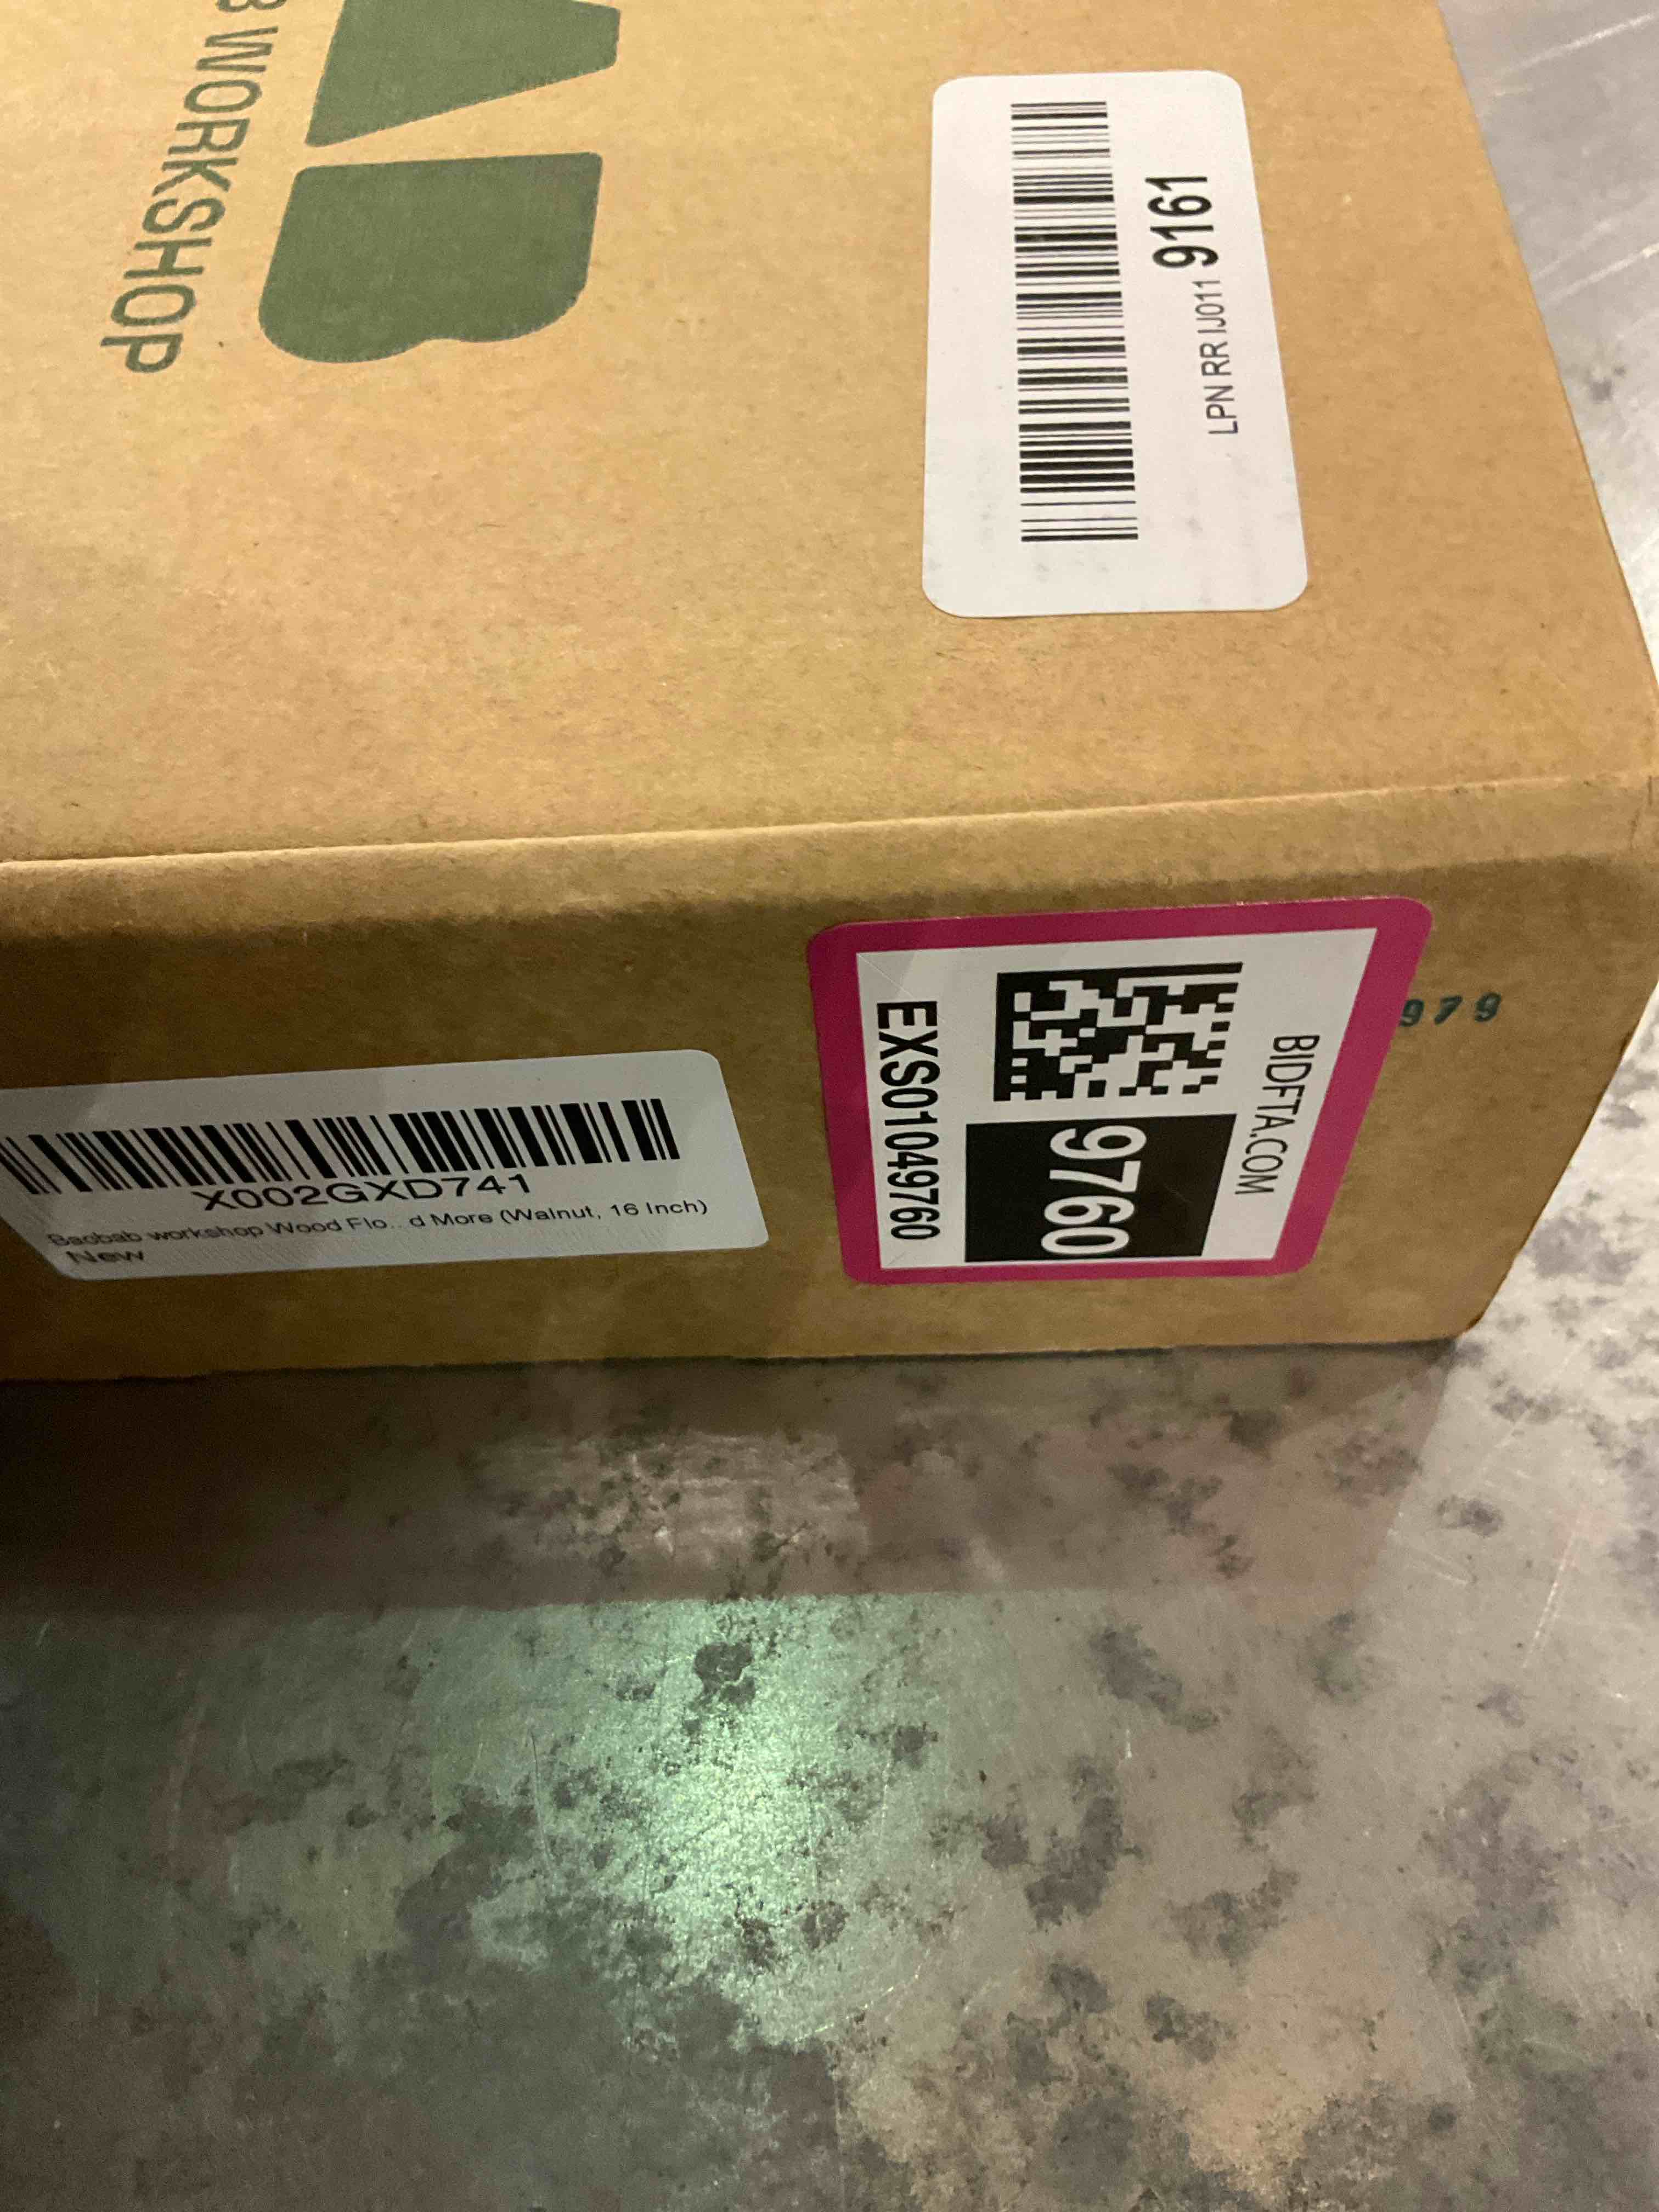 B WORKSHOP
AB
LPN RR IJ011 9161
BIDFTA.COM
9760
EXS01049760
979
X002GXD741
Baobab workshop Wood Flo...d More (Walnut, 16 Inch)
New